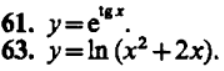 61. y=e^{tg x}.
63. y=ln (x²+2x).